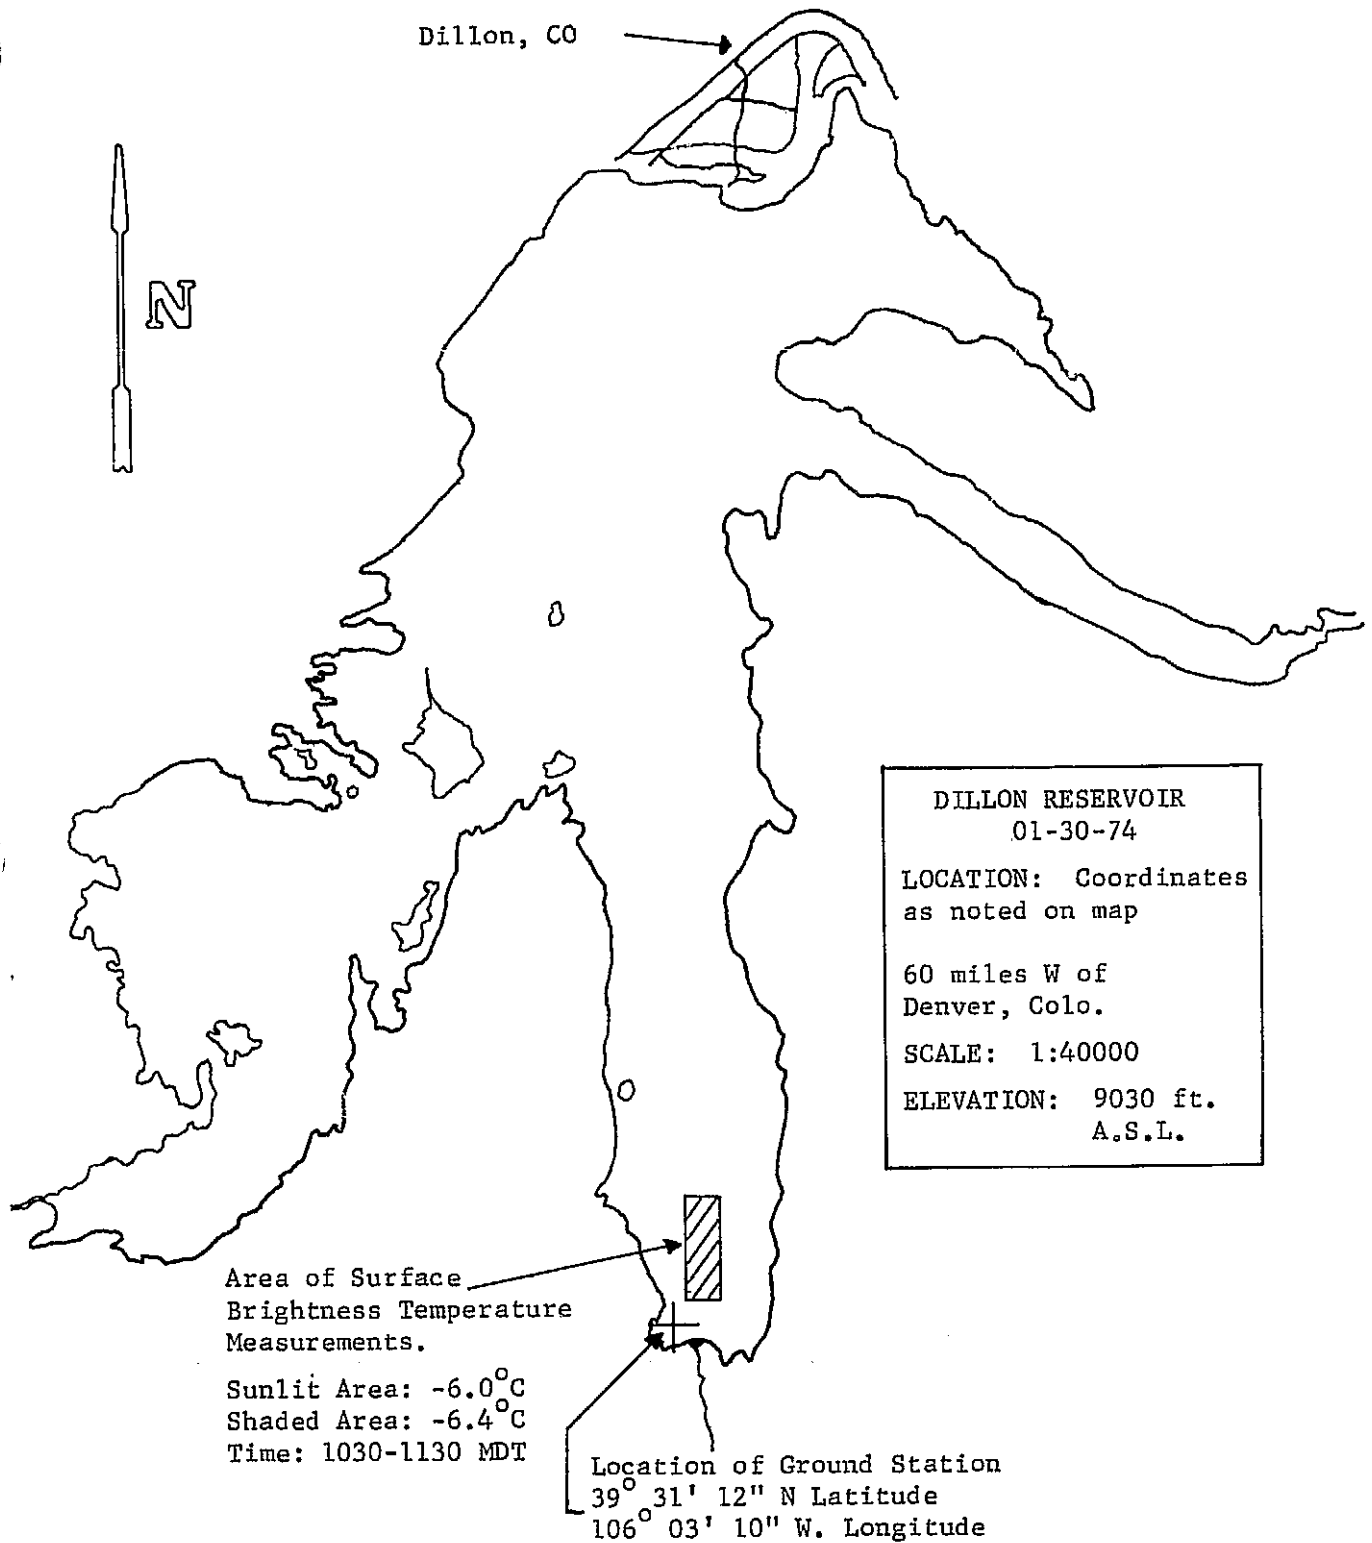 Dillon, CO
N
DILLON RESERVOIR
01-30-74
LOCATION: Coordinates
as noted on map
60 miles W of
Denver, Colo.
SCALE: 1:40000
ELEVATION: 9030 ft.
A.S.L.
Area of Surface
Brightness Temperature
Measurements.
Sunlit Area: -6.0°C
Shaded Area: -6.4°C
Time: 1030-1130 MDT
Location of Ground Station
39° 31' 12" N Latitude
106° 03' 10" W. Longitude